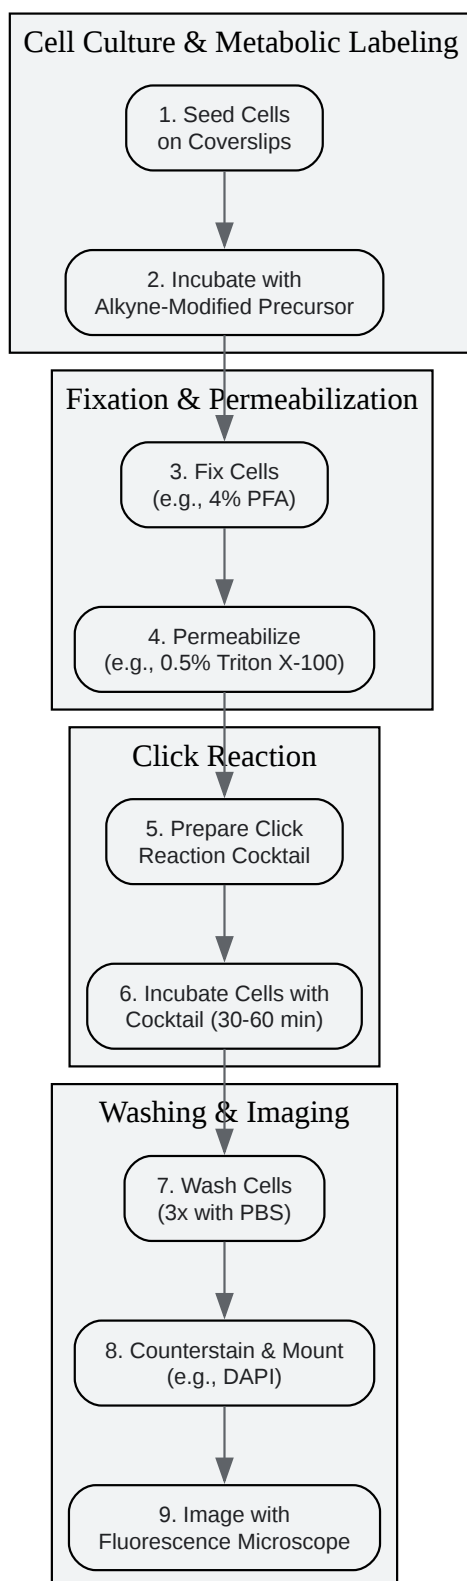 Cell Culture & Metabolic Labeling
1. Seed Cells
on Coverslips
2. Incubate with
Alkyne-Modified Precursor
Fixation & Permeabilization
3. Fix Cells
(e.g., 4% PFA)
4. Permeabilize
(e.g., 0.5% Triton X-100)
Click Reaction
5. Prepare Click
Reaction Cocktail
6. Incubate Cells with
Cocktail (30-60 min)
Washing & Imaging
7. Wash Cells
(3x with PBS)
8. Counterstain & Mount
(e.g., DAPI)
9. Image with
Fluorescence Microscope